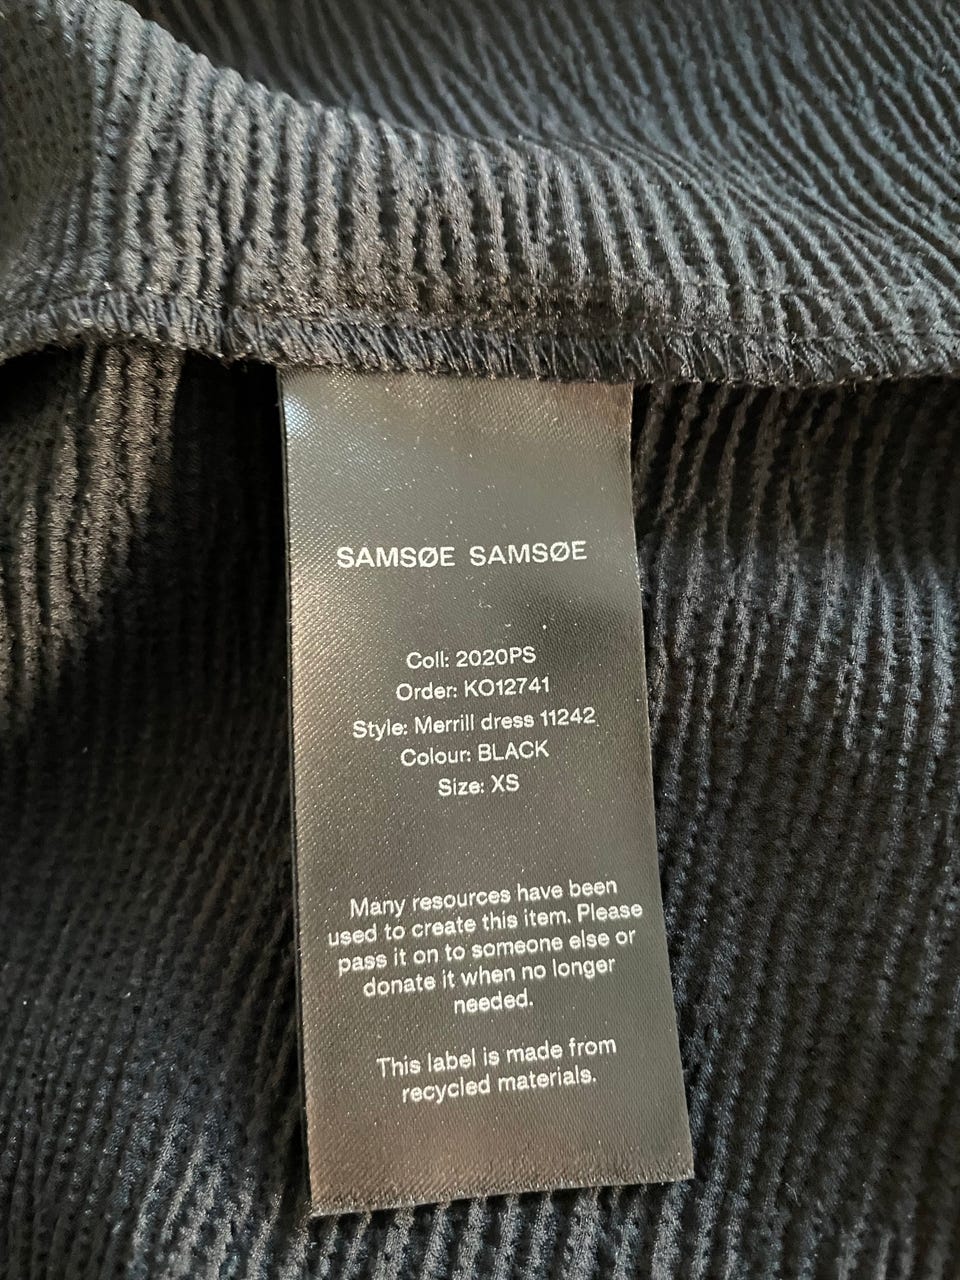 SAMSØE SAMSØE
Coll: 2020PS
Order: KO12741
Style: Merrill dress 11242
Colour: BLACK
Size: XS
Many resources have been
used to create this item. Please
pass it on to someone else or
donate it when no longer
needed.
This label is made from
recycled materials.